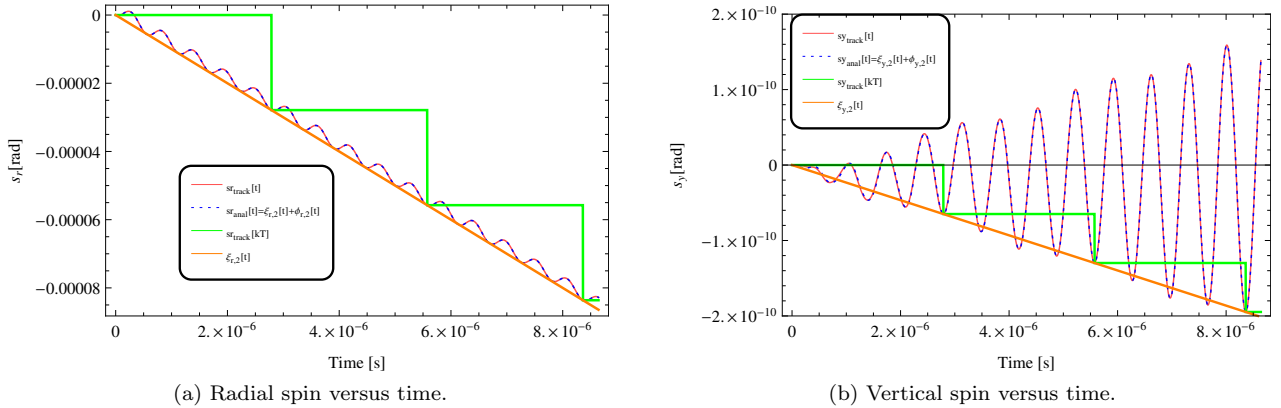 0
−0.00002
−0.00004
−0.00006
−0.00008
s_r[rad]
sr_track[t]
sr_anal[t]=ξ_r,2[t]+ϕ_r,2[t]
sr_track[kT]
ξ_r,2[t]
0
2.×10^-6
4.×10^-6
6.×10^-6
8.×10^-6
Time [s]
(a) Radial spin versus time.
2.×10^-10
1.×10^-10
0
−1.×10^-10
−2.×10^-10
s_y[rad]
sy_track[t]
sy_anal[t]=ξ_y,2[t]+ϕ_y,2[t]
sy_track[kT]
ξ_y,2[t]
0
2.×10^-6
4.×10^-6
6.×10^-6
8.×10^-6
Time [s]
(b) Vertical spin versus time.